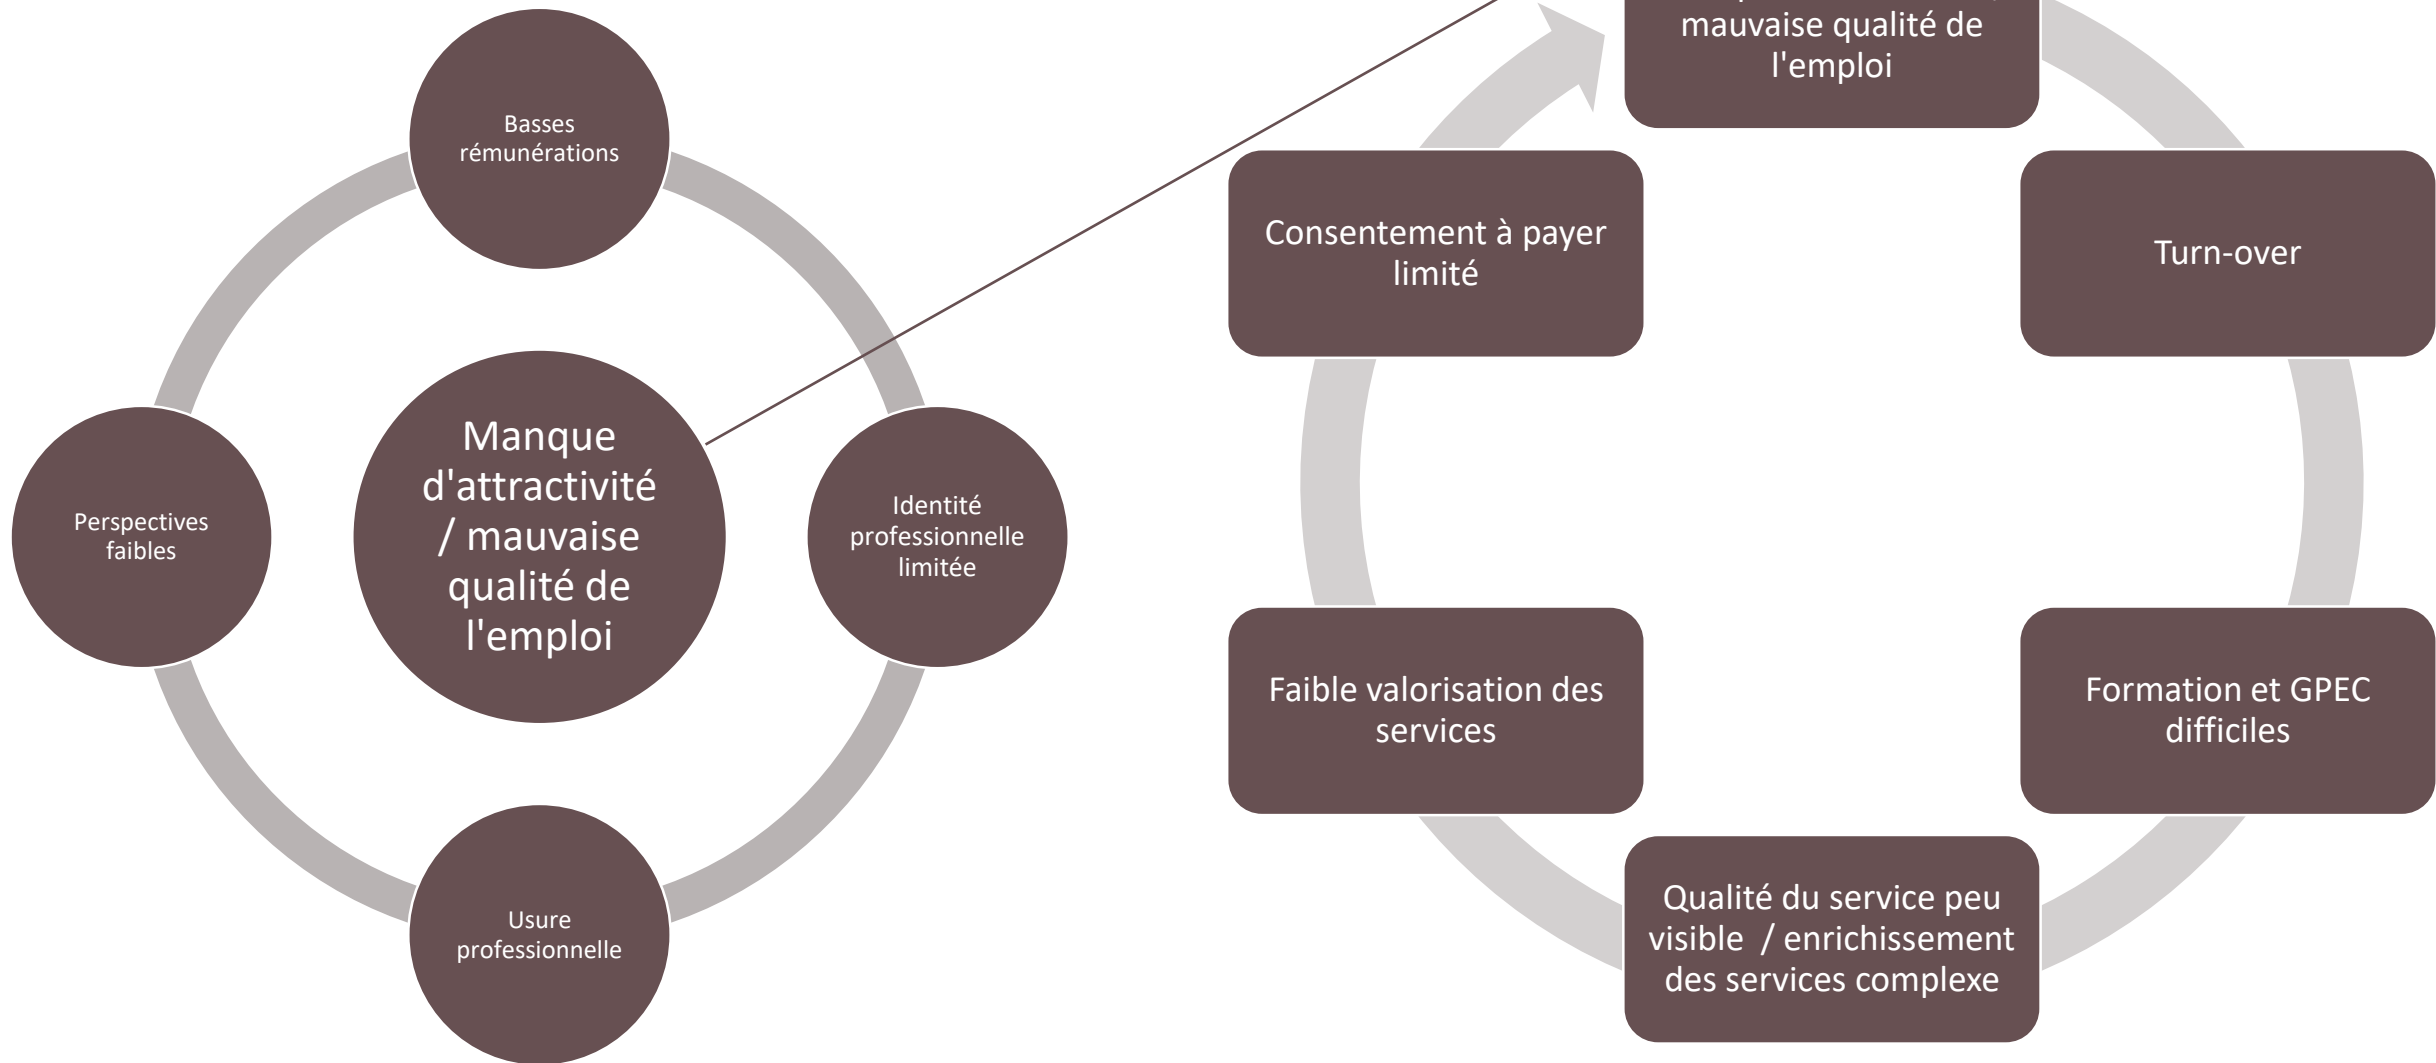 Basses
rémunérations
Manque
d'attractivité
/ mauvaise
qualité de
l'emploi
Perspectives
faibles
Identité
professionnelle
limitée
Usure
professionnelle
mauvaise qualité de
l'emploi
Turn-over
Formation et GPEC
difficiles
Qualité du service peu
visible / enrichissement
des services complexe
Faible valorisation des
services
Consentement à payer
limité